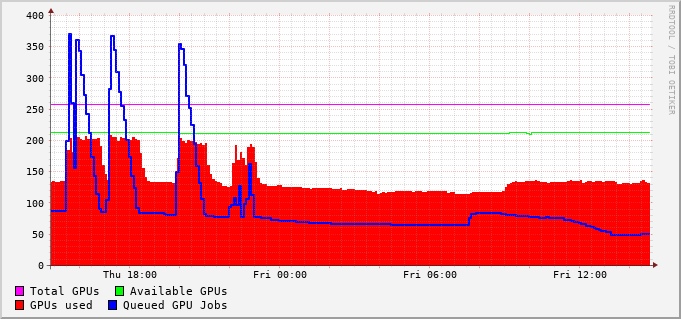 400
350
300
250
200
150
100
50
0
Thu 18:00 Fri 00:00 Fri 06:00 Fri 12:00
Total GPUs Available GPUs
GPUs used Queued GPU Jobs
RRDTOOL / TOBI OETIKER